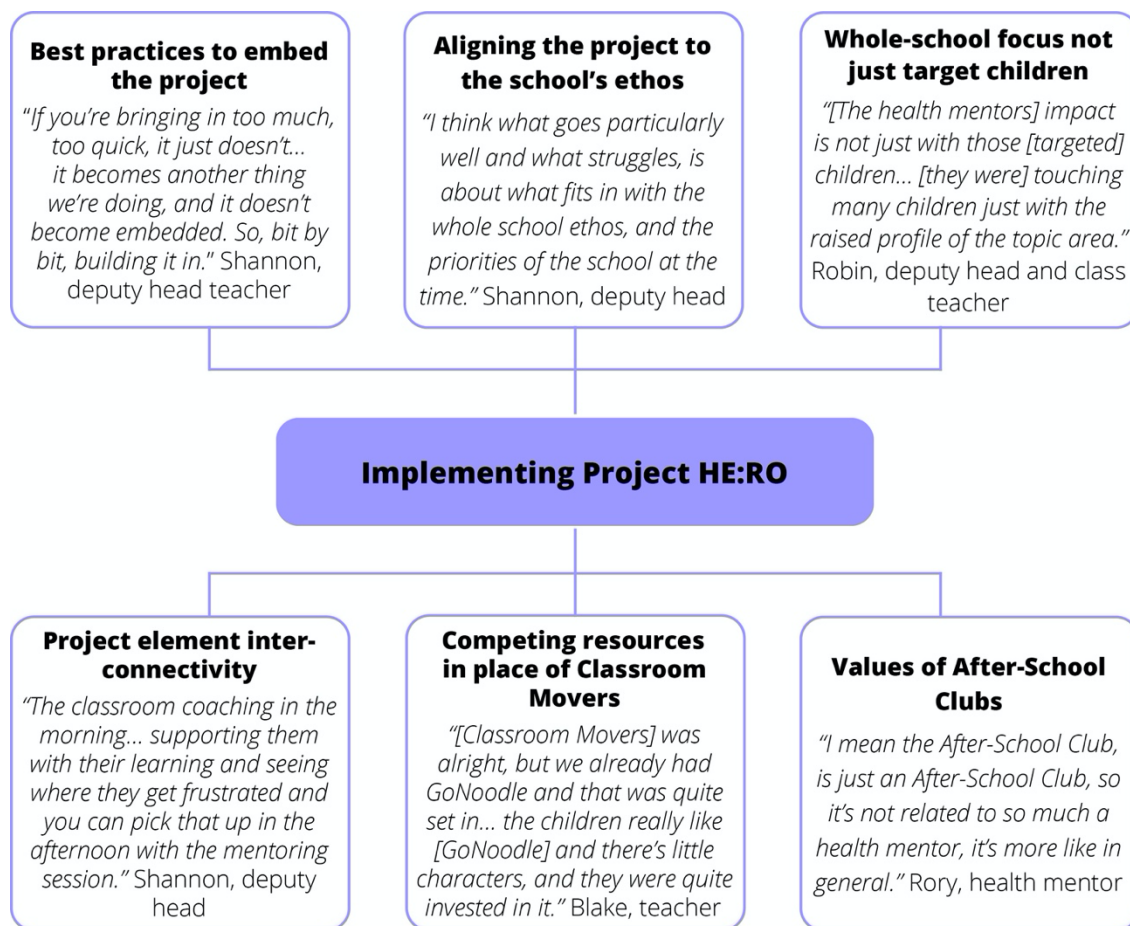 Best practices to embed
the project
“If you’re bringing in too much,
too quick, it just doesn’t…
it becomes another thing
we’re doing, and it doesn’t
become embedded. So, bit by
bit, building it in.” Shannon,
deputy head teacher
Aligning the project to
the school’s ethos
“I think what goes particularly
well and what struggles, is
about what fits in with the
whole school ethos, and the
priorities of the school at the
time.” Shannon, deputy head
Whole-school focus not
just target children
“[The health mentors] impact
is not just with those [targeted]
children… [they were] touching
many children just with the
raised profile of the topic area.”
Robin, deputy head and class
teacher
Implementing Project HE:RO
Project element inter-
connectivity
“The classroom coaching in the
morning… supporting them
with their learning and seeing
where they get frustrated and
you can pick that up in the
afternoon with the mentoring
session.” Shannon, deputy
head
Competing resources
in place of Classroom
Movers
“[Classroom Movers] was
alright, but we already had
GoNoodle and that was quite
set in… the children really like
[GoNoodle] and there’s little
characters, and they were quite
invested in it.” Blake, teacher
Values of After-School
Clubs
“I mean the After-School Club,
is just an After-School Club, so
it’s not related to so much a
health mentor, it’s more like in
general.” Rory, health mentor